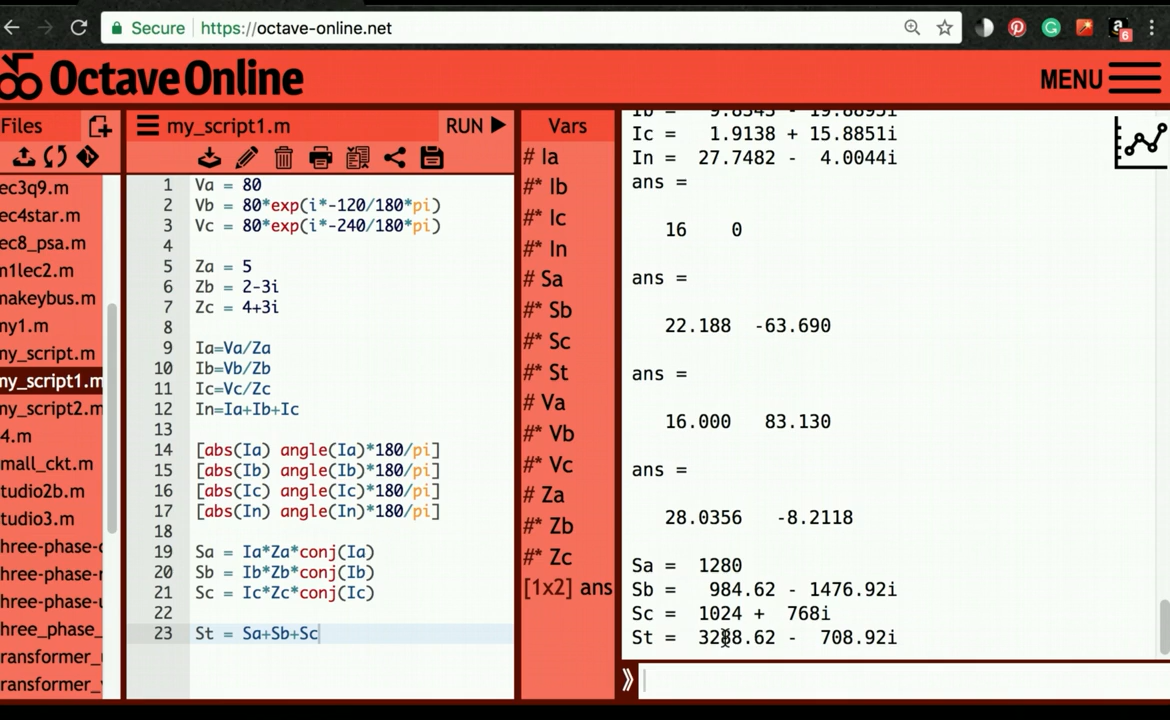 Secure https://octave-online.net
6
Octave Online
MENU
Files
my_script1.m
RUN
Vars
ec3q9.m
ec4star.m
ec8_psa.m
m1lec2.m
makeybus.m
my1.m
my_script.m
my_script1.m
my_script2.m
4.m
mall_ckt.m
tudio2b.m
tudio3.m
hree-phase-
hree-phase-
hree-phase-
hree_phase_
ransformer_
ransformer_
1 Va = 80
2 Vb = 80*exp(i*-120/180*pi)
3 Vc = 80*exp(i*-240/180*pi)
4
5 Za = 5
6 Zb = 2-3i
7 Zc = 4+3i
8
9 Ia=Va/Za
10 Ib=Vb/Zb
11 Ic=Vc/Zc
12 In=Ia+Ib+Ic
13
14 [abs(Ia) angle(Ia)*180/pi]
15 [abs(Ib) angle(Ib)*180/pi]
16 [abs(Ic) angle(Ic)*180/pi]
17 [abs(In) angle(In)*180/pi]
18
19 Sa = Ia*Za*conj(Ia)
20 Sb = Ib*Zb*conj(Ib)
21 Sc = Ic*Zc*conj(Ic)
22
23 St = Sa+Sb+Sc
# Ia
#* Ib
#* Ic
#* In
# Sa
#* Sb
#* Sc
#* St
# Va
#* Vb
#* Vc
# Za
#* Zb
#* Zc
[1x2] ans
Ic = 1.9138 + 15.8851i
In = 27.7482 - 4.0044i
ans =
16 0
ans =
22.188 -63.690
ans =
16.000 83.130
ans =
28.0356 -8.2118
Sa = 1280
Sb = 984.62 - 1476.92i
Sc = 1024 + 768i
St = 3288.62 - 708.92i